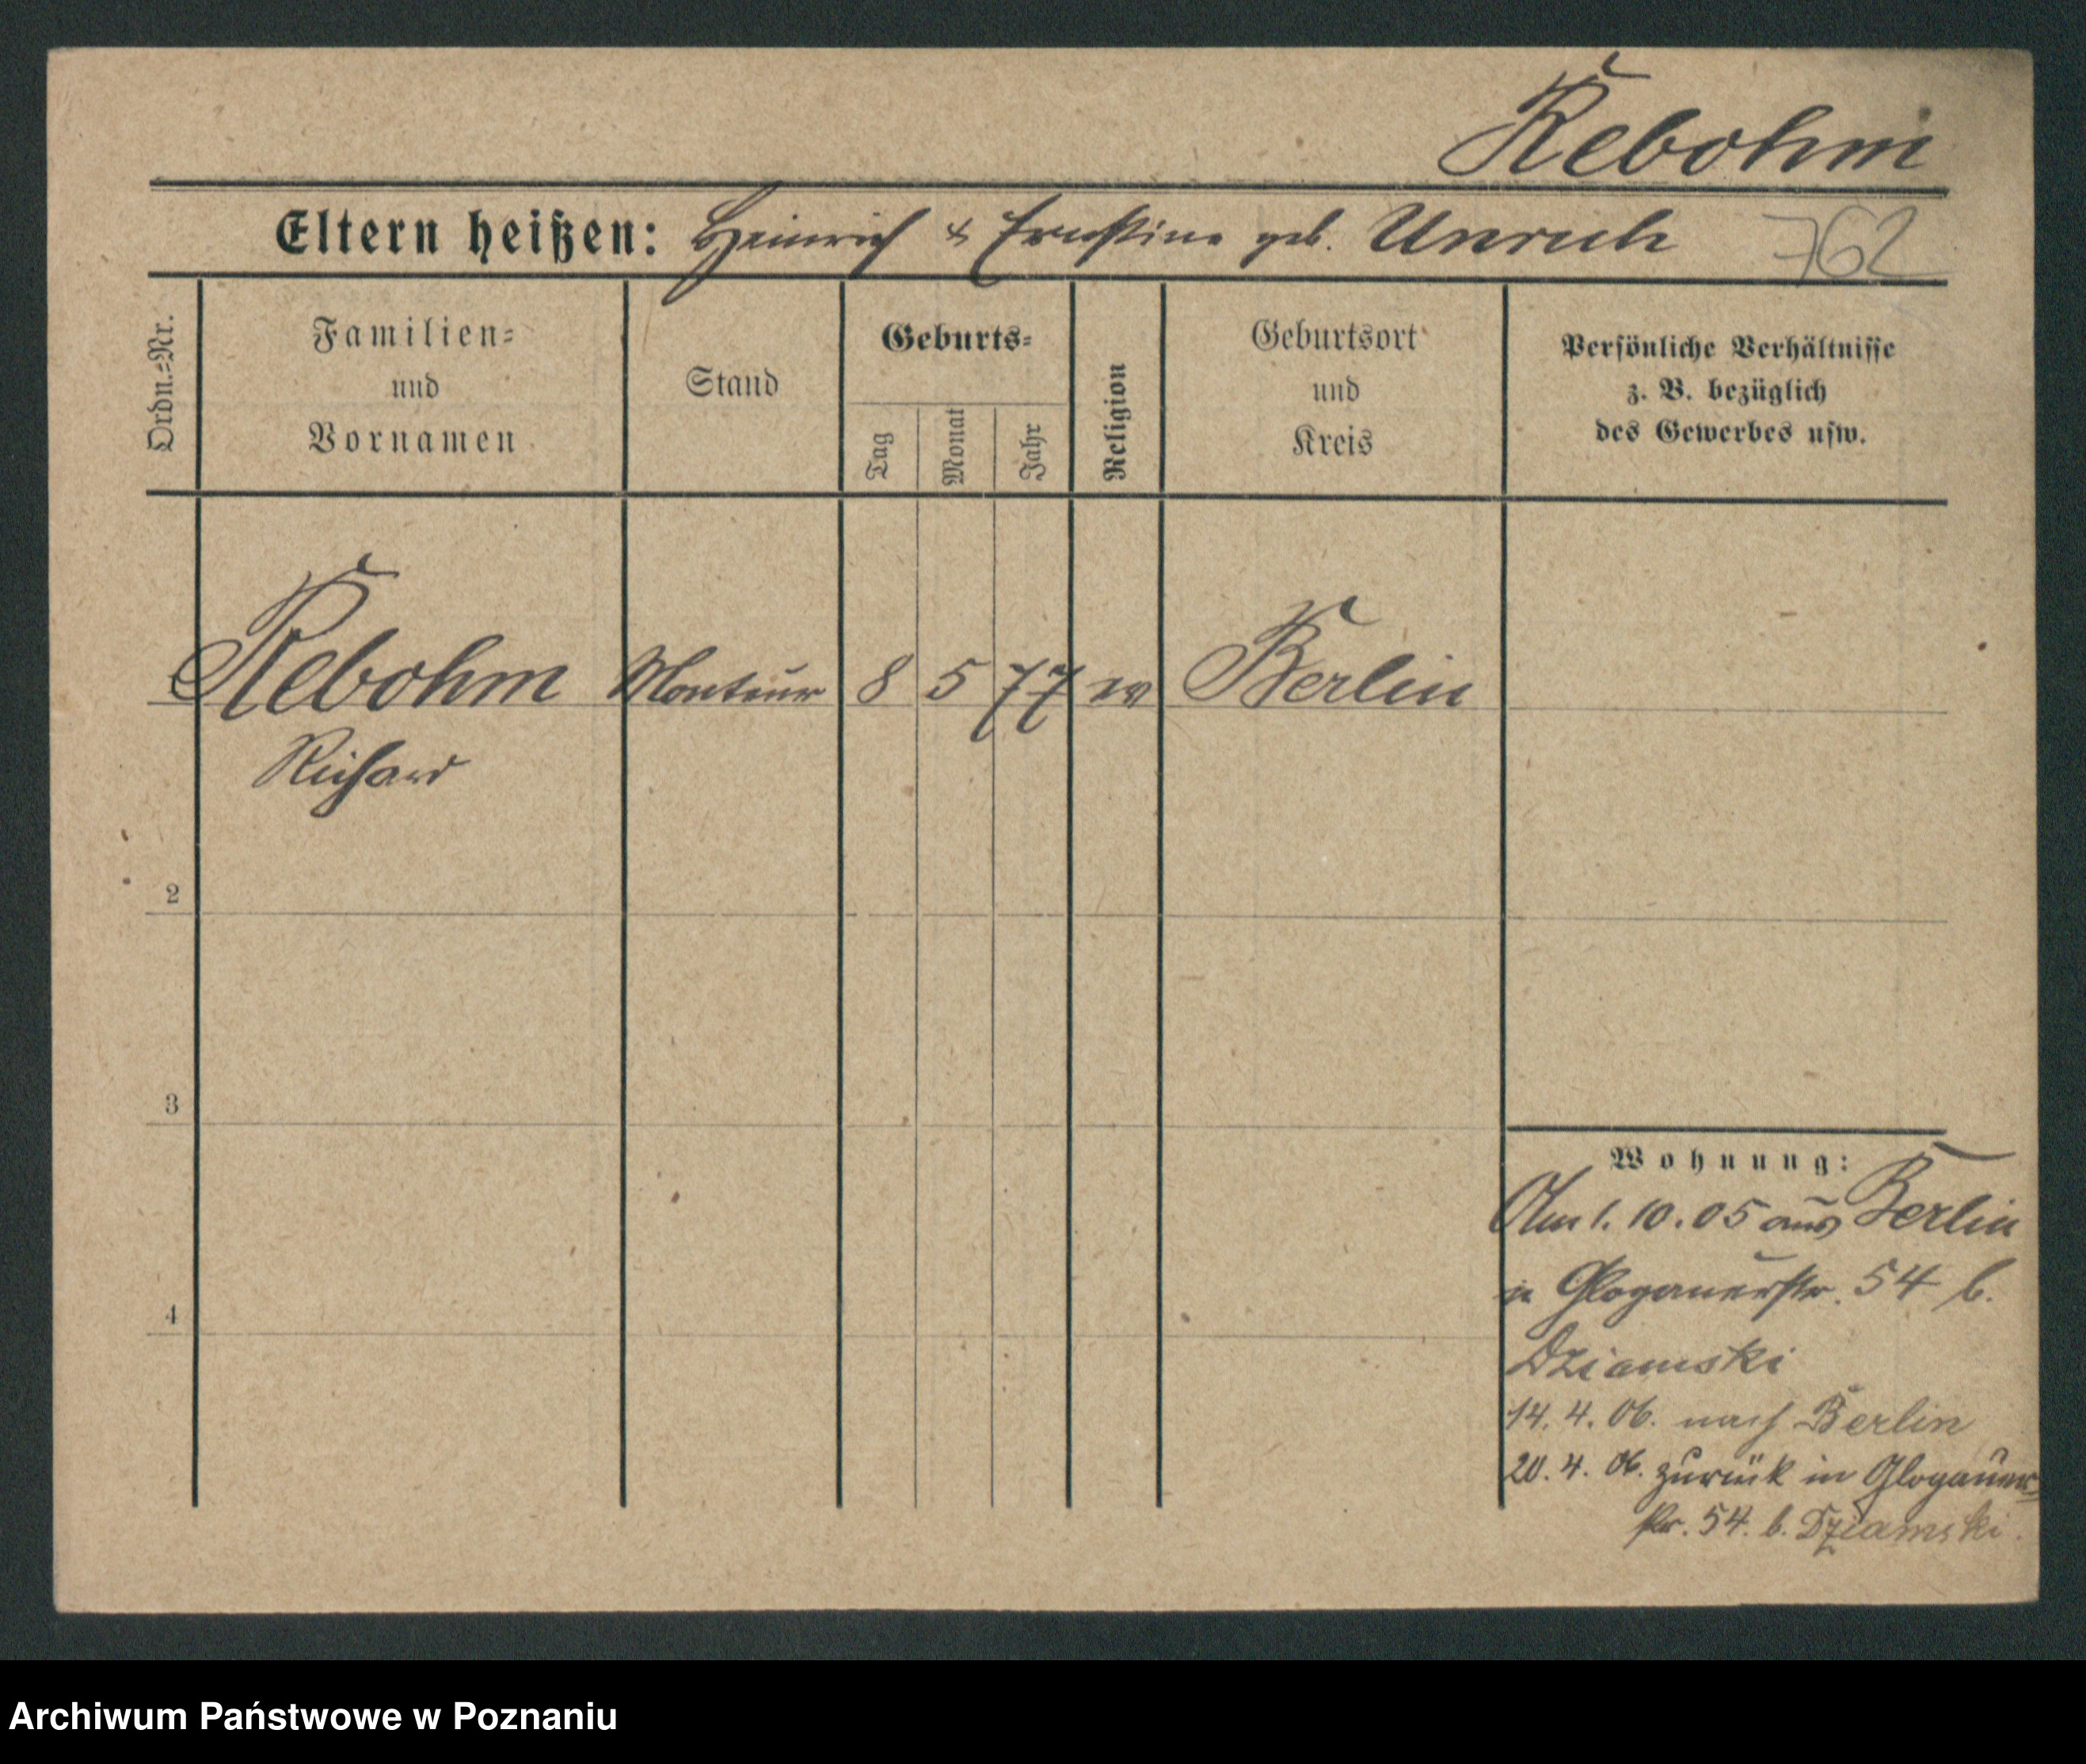 Rebohm
Eltern heißen: Heinrich & Ernstine geb. Unruh 762
Ordn.-Nr.
Familien-
und
Vornamen
Stand
Geburts-
Tag
Monat
Jahr
Religion
Geburtsort
und
Kreis
Persönliche Verhältnisse
z. B. bezüglich
des Gewerbes usw.
Rebohm Monteur 8 5 77 ev Berlin
Richard
2
3
4
Wohnung:
Am 1. 10. 05 aus Berlin
in Glogauerstr. 54 b.
Dziamski
14. 4. 06. nach Berlin
20. 4. 06. zurück in Glogauer-
str. 54. b. Dziamski.
Archiwum Państwowe w Poznaniu